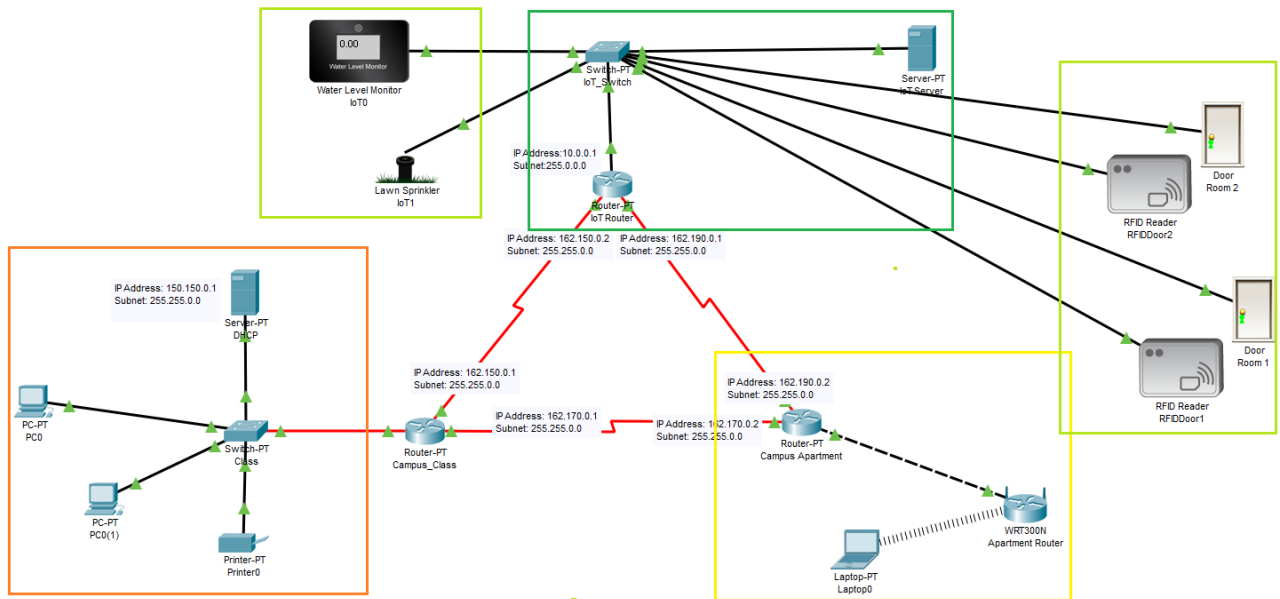 0.00
Water Level Monitor
Water Level Monitor
IoT0
Switch-PT
IoT_Switch
Server-PT
IoT Server
Lawn Sprinkler
IoT1
IP Address:10.0.0.1
Subnet:255.0.0.0
Router-PT
IoT Router
Door
Room 2
RFID Reader
RFIDDoor2
IP Address: 162.150.0.2
Subnet: 255.255.0.0
IP Address: 162.190.0.1
Subnet: 255.255.0.0
IP Address: 150.150.0.1
Subnet: 255.255.0.0
Server-PT
DHCP
Door
Room 1
RFID Reader
RFIDDoor1
IP Address: 162.150.0.1
Subnet: 255.255.0.0
IP Address: 162.190.0.2
Subnet: 255.255.0.0
PC-PT
PC0
IP Address: 162.170.0.1
Subnet: 255.255.0.0
IP Address: 162.170.0.2
Subnet: 255.255.0.0
Switch-PT
Class
Router-PT
Campus_Class
Router-PT
Campus Apartment
PC-PT
PC0(1)
WRT300N
Apartment Router
Printer-PT
Printer0
Laptop-PT
Laptop0